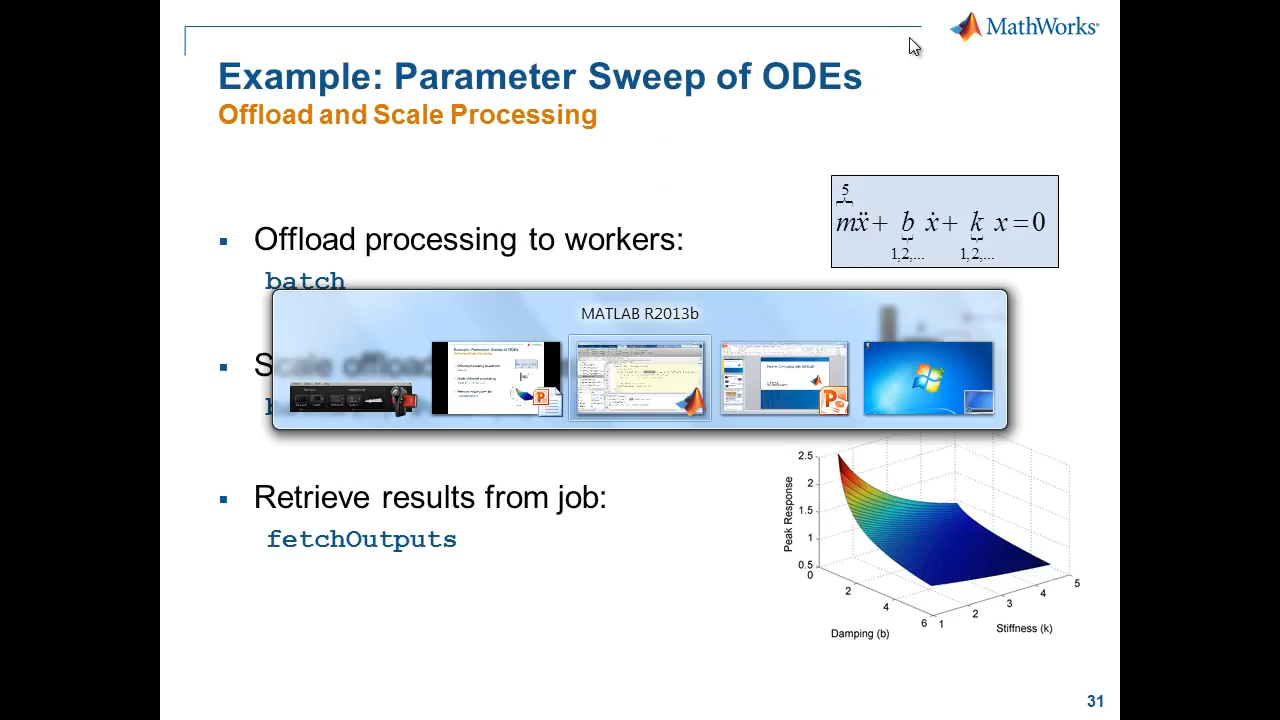 MathWorks®
Example: Parameter Sweep of ODEs
Offload and Scale Processing
5
mẍ + b ẋ + k x = 0
1,2,... 1,2,...
▪ Offload processing to workers:
batch
MATLAB R2013b
▪ Retrieve results from job:
fetchOutputs
2.5
2
1.5
1
0.5
Peak Response
0
2
4
6
Damping (b)
1
2
3
4
5
Stiffness (k)
31